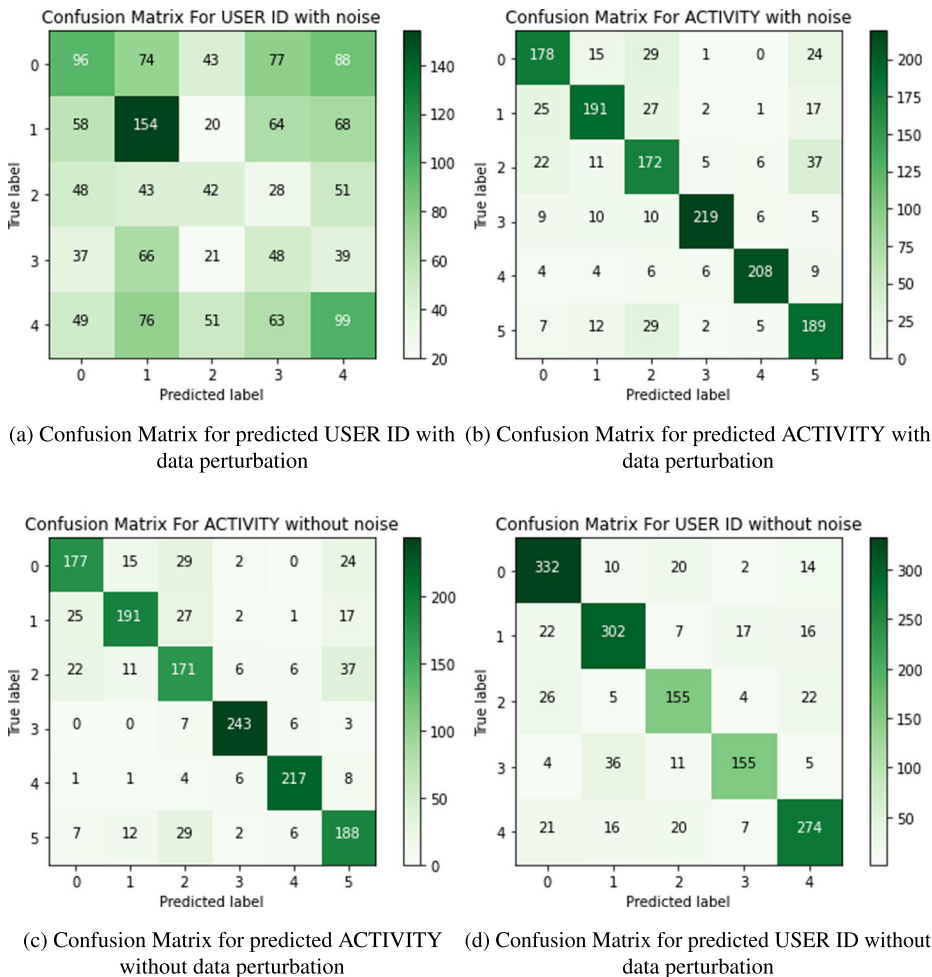 Confusion Matrix For USER ID with noise
True label
0 96 74 43 77 88
1 58 154 20 64 68
2 48 43 42 28 51
3 37 66 21 48 39
4 49 76 51 63 99
0 1 2 3 4
Predicted label
140
120
100
80
60
40
20
Confusion Matrix For ACTIVITY with noise
True label
0 178 15 29 1 0 24
1 25 191 27 2 1 17
2 22 11 172 5 6 37
3 9 10 10 219 6 5
4 4 4 6 6 208 9
5 7 12 29 2 5 189
0 1 2 3 4 5
Predicted label
200
175
150
125
100
75
50
25
0
(a) Confusion Matrix for predicted USER ID with
data perturbation
(b) Confusion Matrix for predicted ACTIVITY with
data perturbation
Confusion Matrix For ACTIVITY without noise
True label
0 177 15 29 2 0 24
1 25 191 27 2 1 17
2 22 11 171 6 6 37
3 0 0 7 243 6 3
4 1 1 4 6 217 8
5 7 12 29 2 6 188
0 1 2 3 4 5
Predicted label
200
150
100
50
0
Confusion Matrix For USER ID without noise
True label
0 332 10 20 2 14
1 22 302 7 17 16
2 26 5 155 4 22
3 4 36 11 155 5
4 21 16 20 7 274
0 1 2 3 4
Predicted label
300
250
200
150
100
50
(c) Confusion Matrix for predicted ACTIVITY
without data perturbation
(d) Confusion Matrix for predicted USER ID without
data perturbation